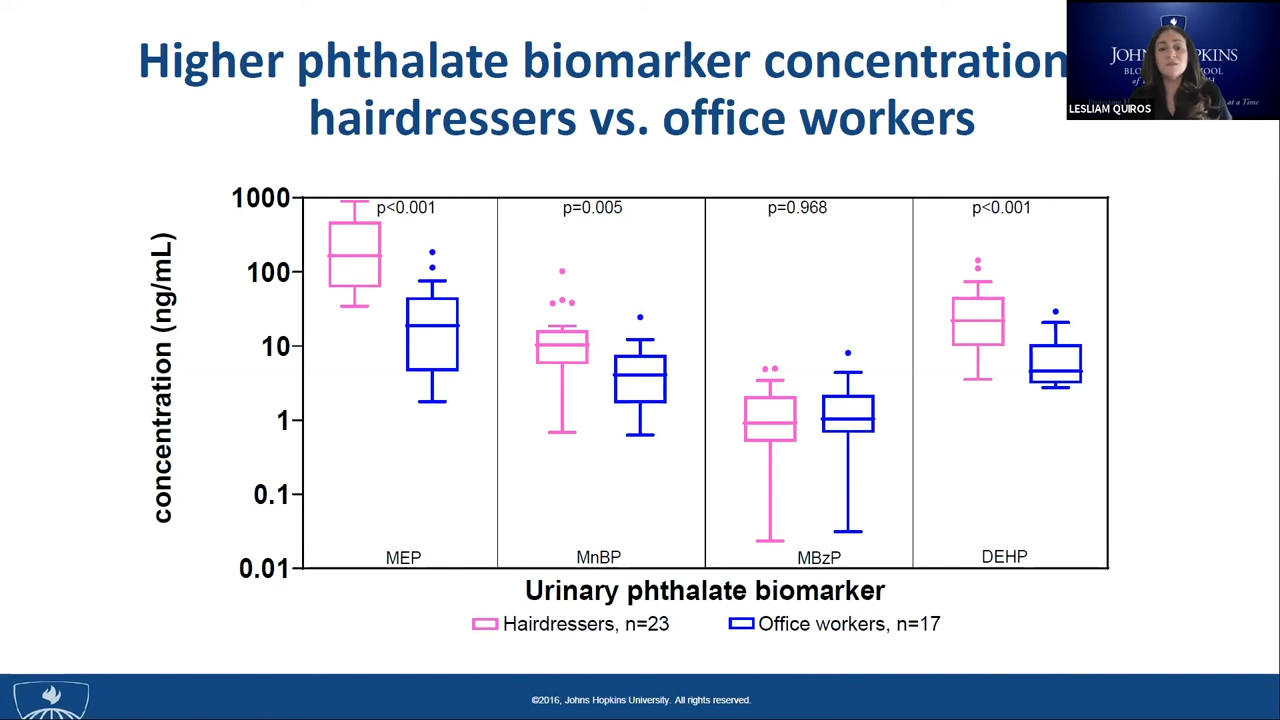 Higher phthalate biomarker concentration
hairdressers vs. office workers
JOHNS HOPKINS
LESLIAM QUIROS
at a Time
concentration (ng/mL)
1000
100
10
1
0.1
0.01
p<0.001
p=0.005
p=0.968
p<0.001
MEP
MnBP
MBzP
DEHP
Urinary phthalate biomarker
Hairdressers, n=23
Office workers, n=17
©2016, Johns Hopkins University. All rights reserved.